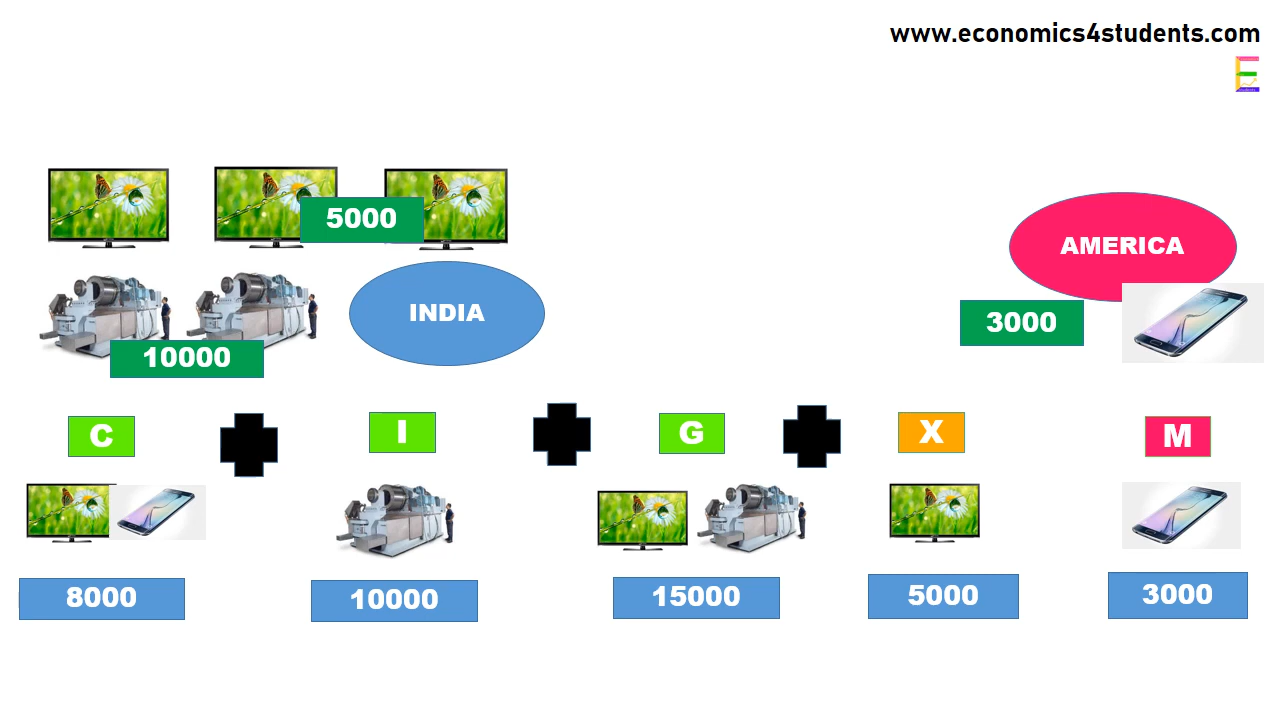 www.economics4students.com
5000
AMERICA
INDIA
3000
10000
C
I
G
X
M
8000
10000
15000
5000
3000